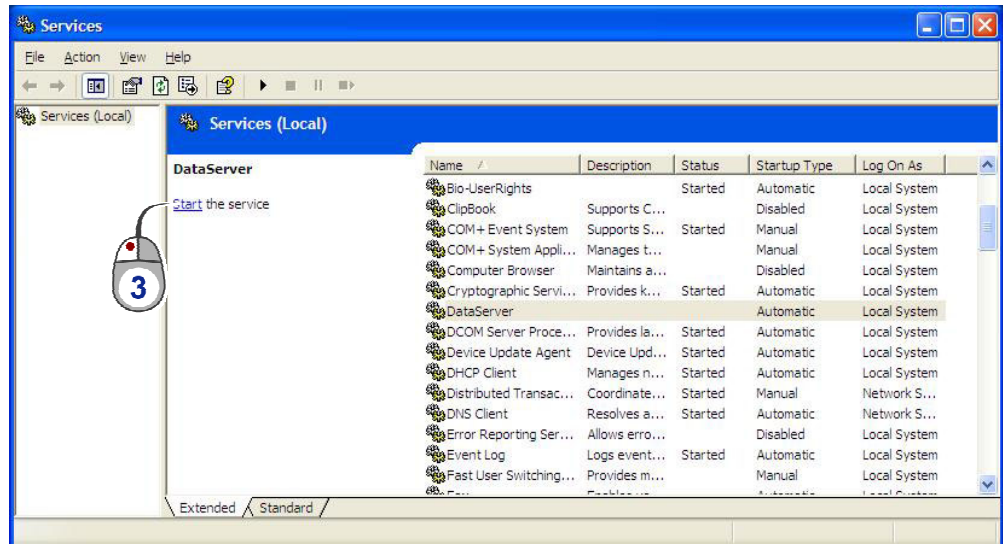 Services
File Action View Help
Services (Local)
Services (Local)
DataServer
Start the service
3
Name Description Status Startup Type Log On As
Bio-UserRights Started Automatic Local System
ClipBook Supports C... Disabled Local System
COM+ Event System Supports S... Started Manual Local System
COM+ System Appli... Manages t... Manual Local System
Computer Browser Maintains a... Disabled Local System
Cryptographic Servi... Provides k... Started Automatic Local System
DataServer Automatic Local System
DCOM Server Proce... Provides la... Started Automatic Local System
Device Update Agent Device Upd... Started Automatic Local System
DHCP Client Manages n... Started Automatic Local System
Distributed Transac... Coordinate... Started Manual Network S...
DNS Client Resolves a... Started Automatic Network S...
Error Reporting Ser... Allows erro... Disabled Local System
Event Log Logs event... Started Automatic Local System
Fast User Switching... Provides m... Manual Local System
Extended Standard